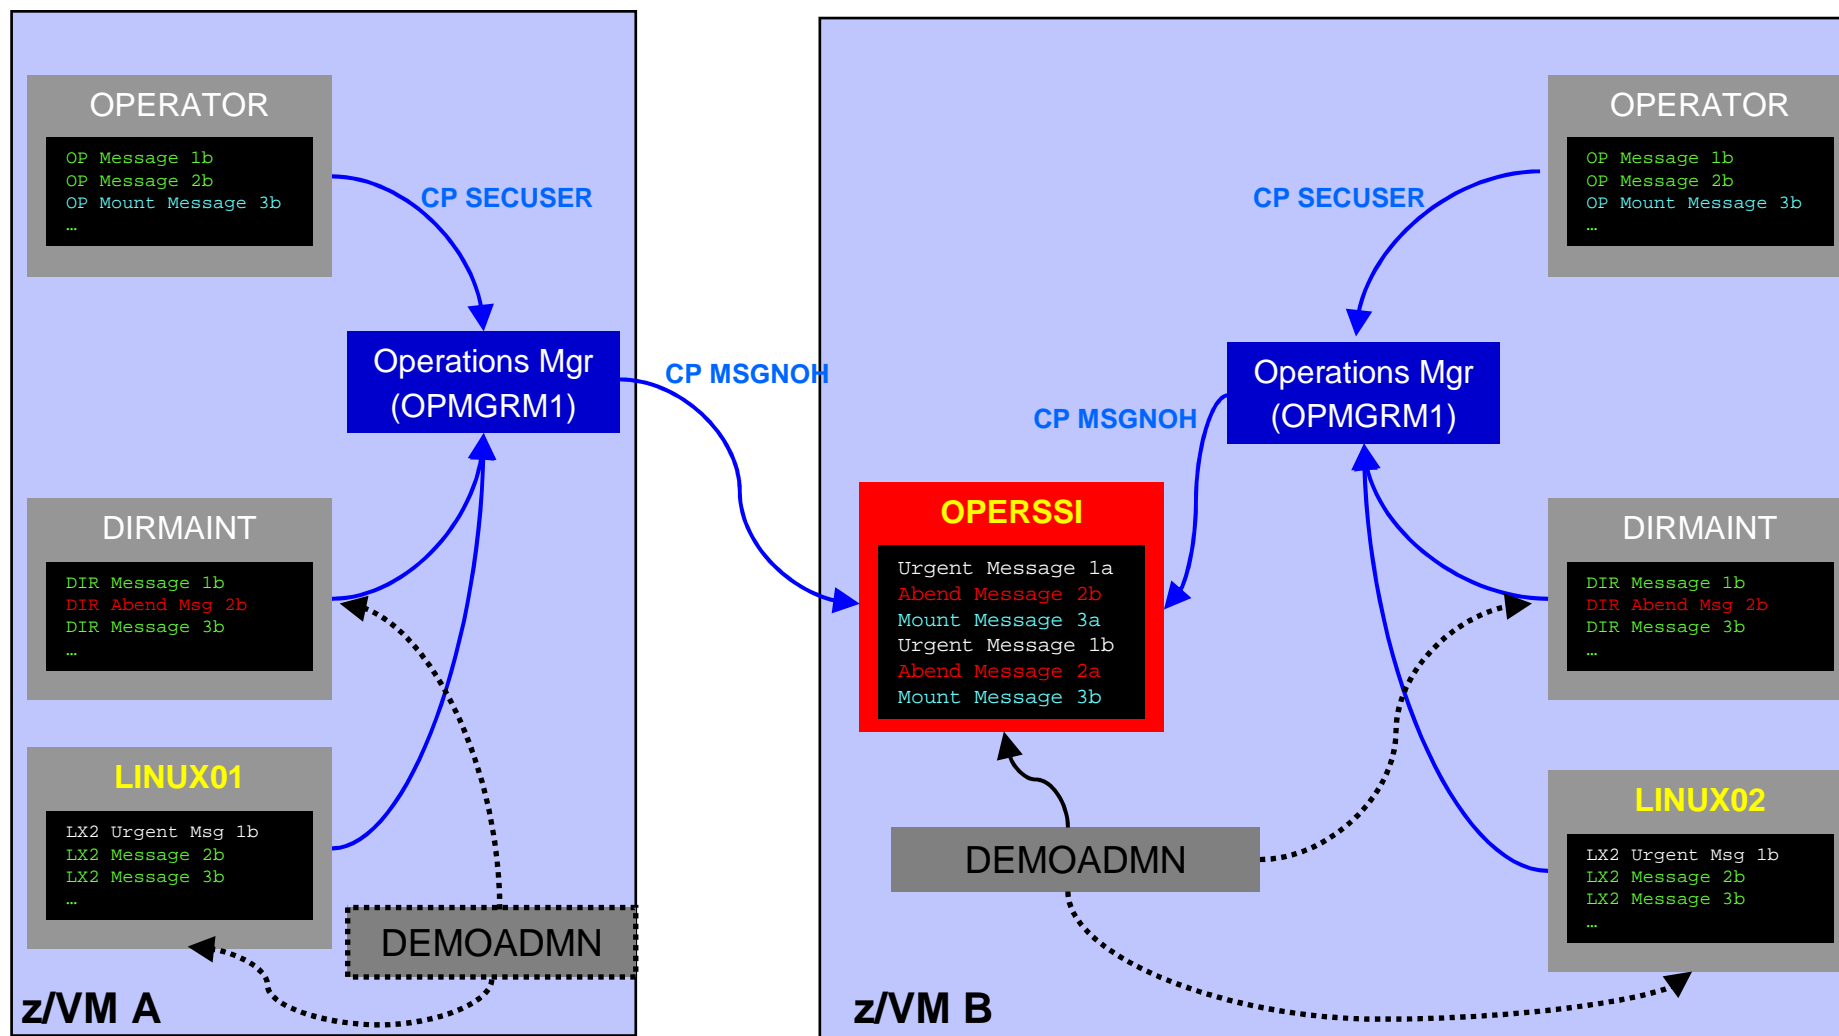 OPERATOR
OP Message 1b
OP Message 2b
OP Mount Message 3b
…
CP SECUSER
Operations Mgr
(OPMGRM1)
CP MSGNOH
DIRMAINT
DIR Message 1b
DIR Abend Msg 2b
DIR Message 3b
…
LINUX01
LX2 Urgent Msg 1b
LX2 Message 2b
LX2 Message 3b
…
DEMOADMN
z/VM A
OPERATOR
OP Message 1b
OP Message 2b
OP Mount Message 3b
…
CP SECUSER
Operations Mgr
(OPMGRM1)
CP MSGNOH
OPERSSI
Urgent Message 1a
Abend Message 2b
Mount Message 3a
Urgent Message 1b
Abend Message 2a
Mount Message 3b
DIRMAINT
DIR Message 1b
DIR Abend Msg 2b
DIR Message 3b
…
DEMOADMN
LINUX02
LX2 Urgent Msg 1b
LX2 Message 2b
LX2 Message 3b
…
z/VM B